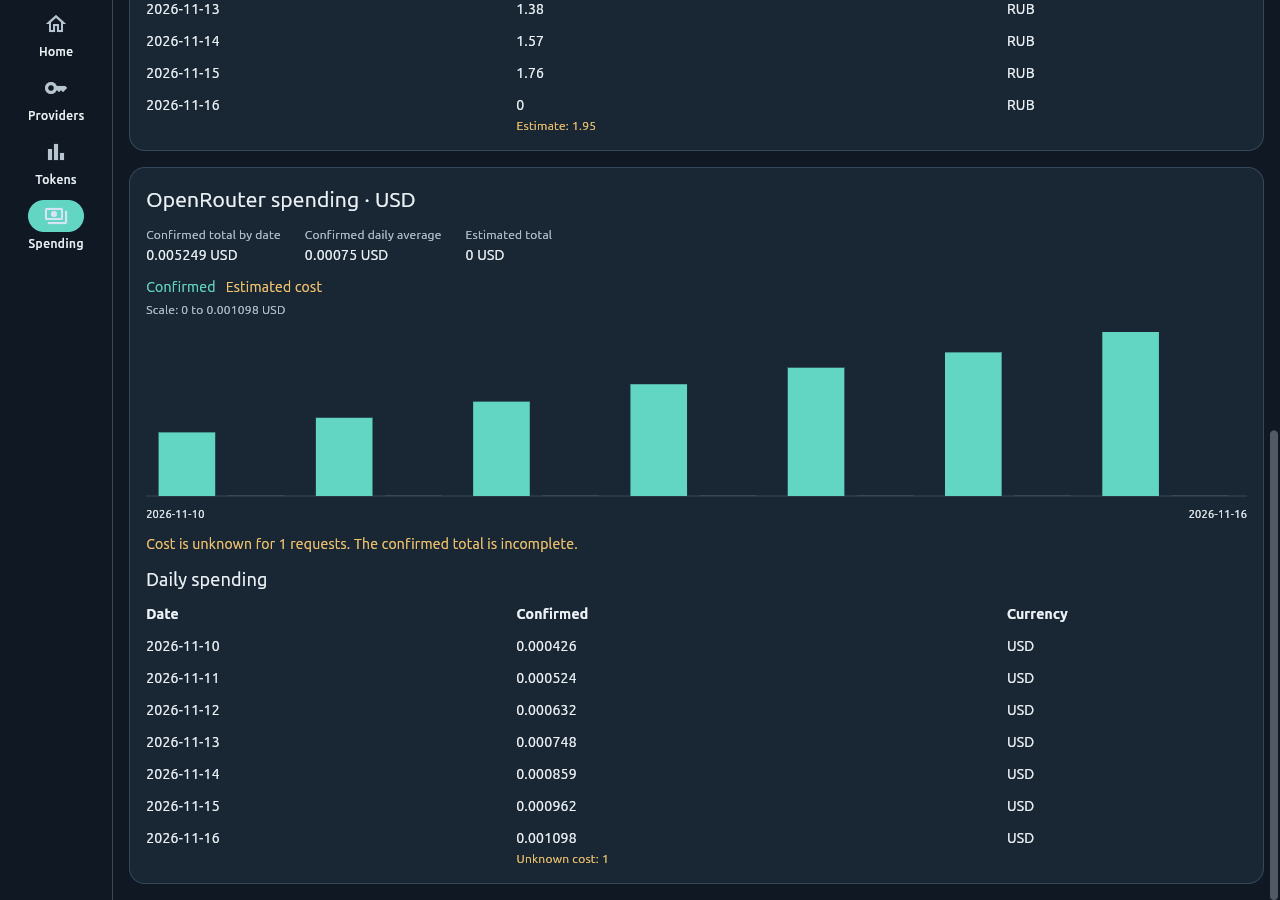 Home
Providers
Tokens
Spending
2026-11-13 1.38 RUB
2026-11-14 1.57 RUB
2026-11-15 1.76 RUB
2026-11-16 0 RUB
Estimate: 1.95
OpenRouter spending · USD
Confirmed total by date Confirmed daily average Estimated total
0.005249 USD 0.00075 USD 0 USD
Confirmed Estimated cost
Scale: 0 to 0.001098 USD
2026-11-10 2026-11-16
Cost is unknown for 1 requests. The confirmed total is incomplete.
Daily spending
Date Confirmed Currency
2026-11-10 0.000426 USD
2026-11-11 0.000524 USD
2026-11-12 0.000632 USD
2026-11-13 0.000748 USD
2026-11-14 0.000859 USD
2026-11-15 0.000962 USD
2026-11-16 0.001098 USD
Unknown cost: 1